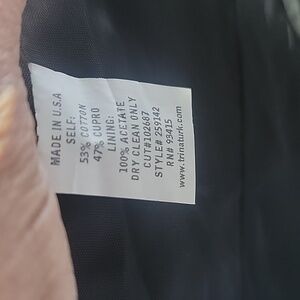 MADE IN U.S.A
SELF:
53% COTTON
47% CUPRO
LINING:
100% ACETATE
DRY CLEAN ONLY
CUT#102687
STYLE# 259142
RN# 93415
www.trinaturk.com